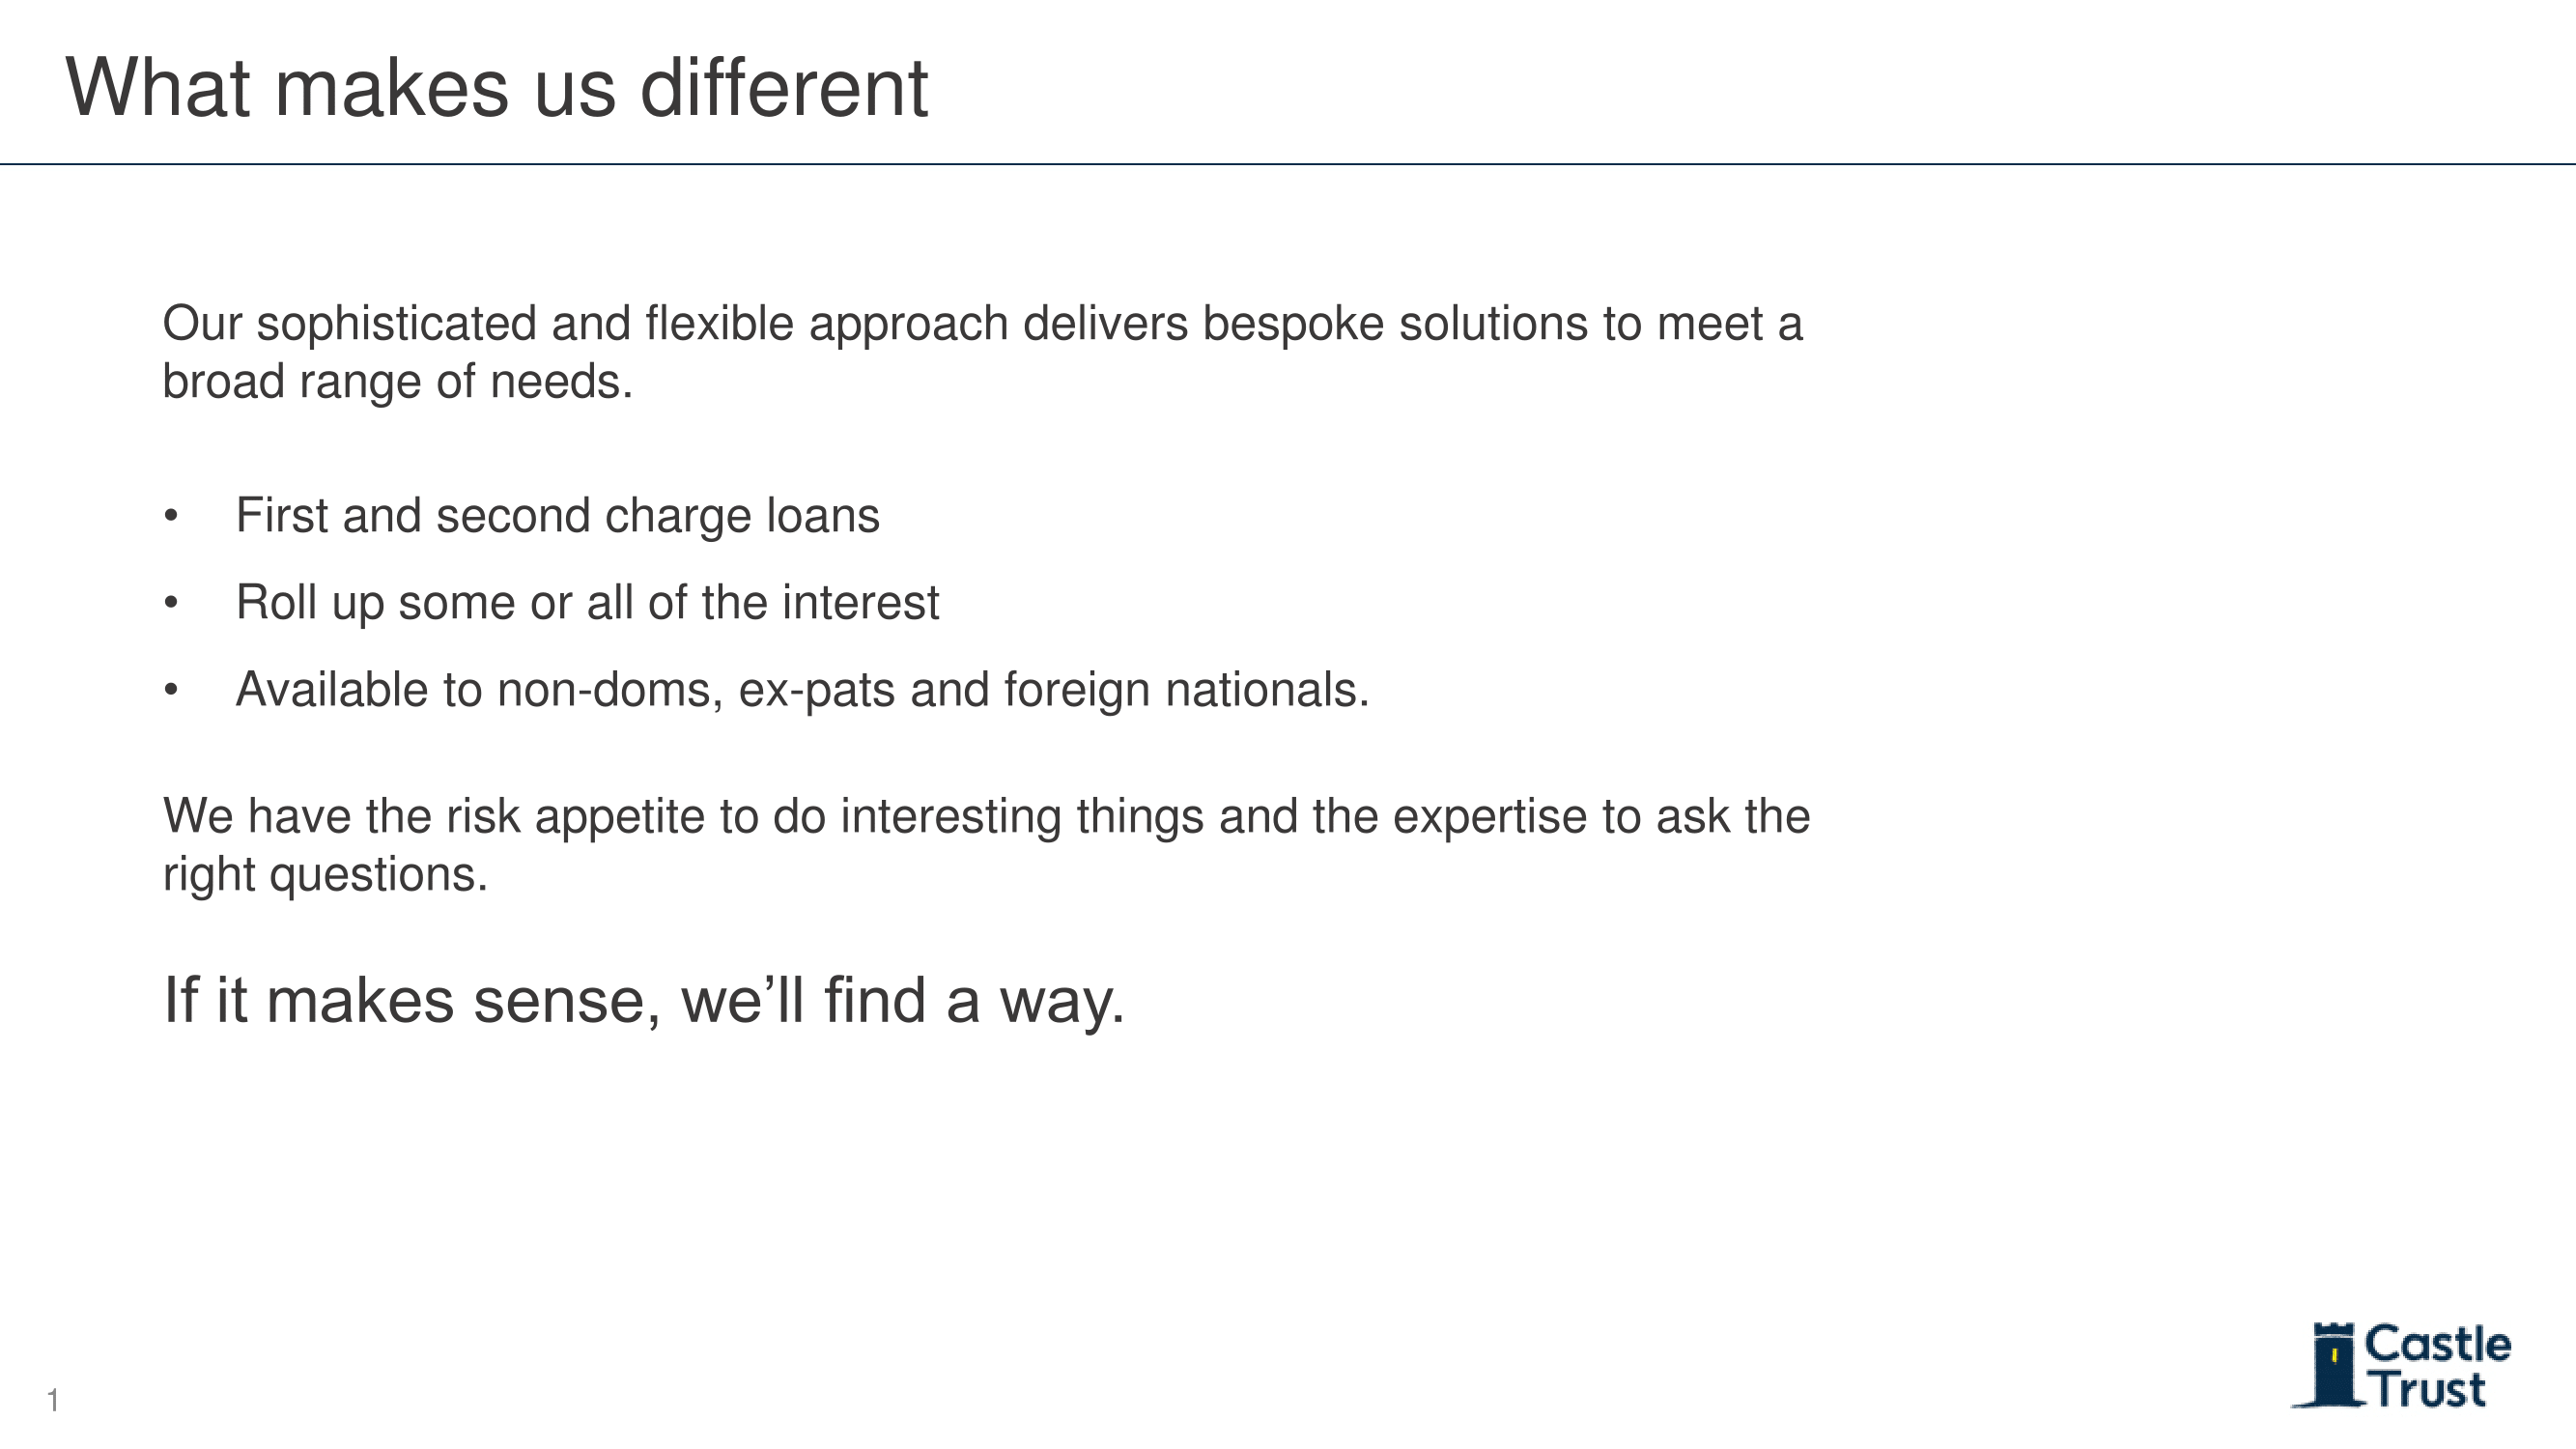 What makes us different
Our sophisticated and flexible approach delivers bespoke solutions to meet a
broad range of needs.
• First and second charge loans
• Roll up some or all of the interest
• Available to non-doms, ex-pats and foreign nationals.
We have the risk appetite to do interesting things and the expertise to ask the
right questions.
If it makes sense, we’ll find a way.
Castle
Trust
1